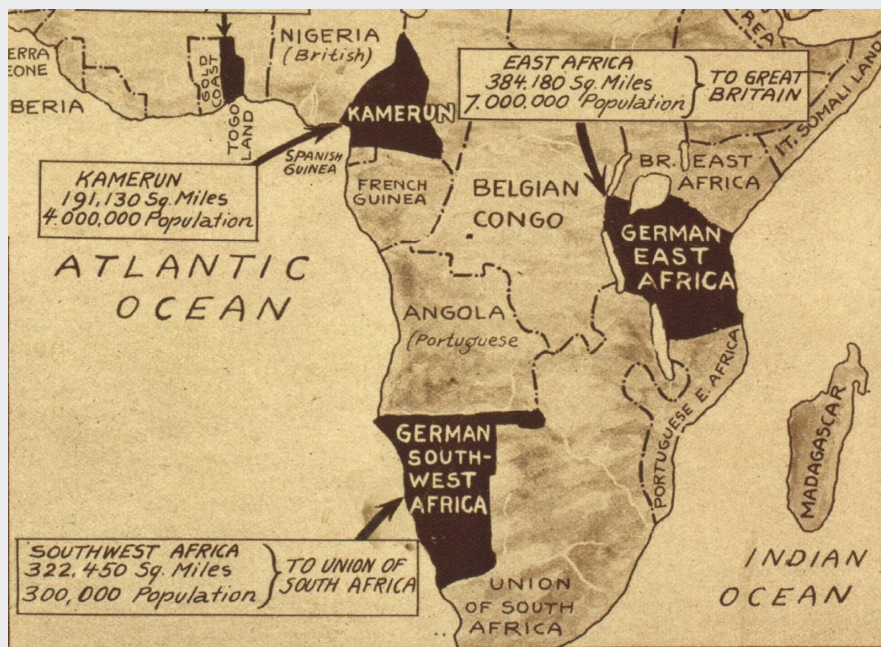 NIGERIA
(British)
ERRA
EONE
BERIA
GOLD
COAST
TOGO
LAND
KAMERUN
SPANISH
GUINEA
FRENCH
GUINEA
EAST AFRICA
384.180 Sq. Miles
7.000.000 Population
TO GREAT
BRITAIN
REA
IT. SOMALI LAND
BR. EAST
AFRICA
KAMERUN
191,130 Sq. Miles
4.000,000 Population
BELGIAN
CONGO
GERMAN
EAST
AFRICA
ATLANTIC
OCEAN
ANGOLA
(Portuguese
PORTUGUESE E. AFRICA
MADAGASCAR
GERMAN
SOUTH-
WEST
AFRICA
SOUTHWEST AFRICA
322,450 Sq. Miles
300,000 Population
TO UNION OF
SOUTH AFRICA
UNION
OF SOUTH
AFRICA
INDIAN
OCEAN